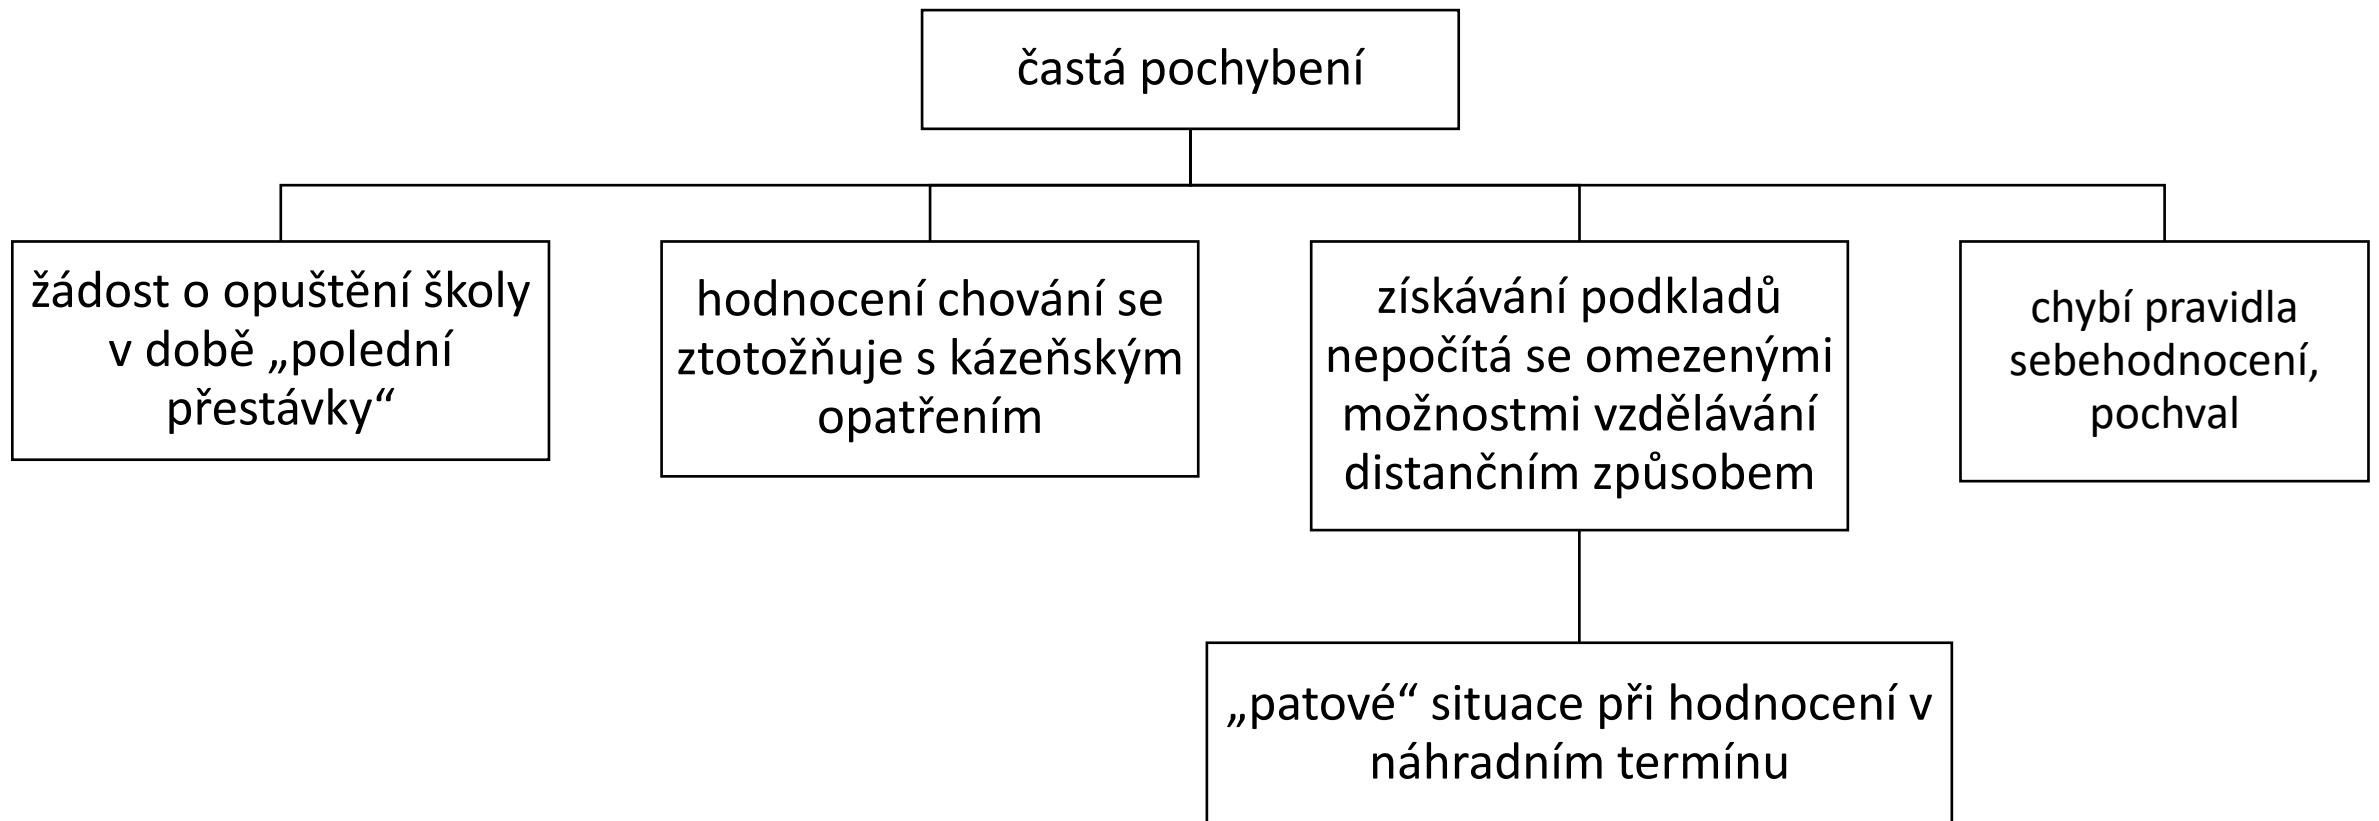 častá pochybení
žádost o opuštění školy
v době „polední
přestávky“
hodnocení chování se
ztotožňuje s kázeňským
opatřením
získávání podkladů
nepočítá se omezenými
možnostmi vzdělávání
distančním způsobem
chybí pravidla
sebehodnocení,
pochval
„patové“ situace při hodnocení v
náhradním termínu